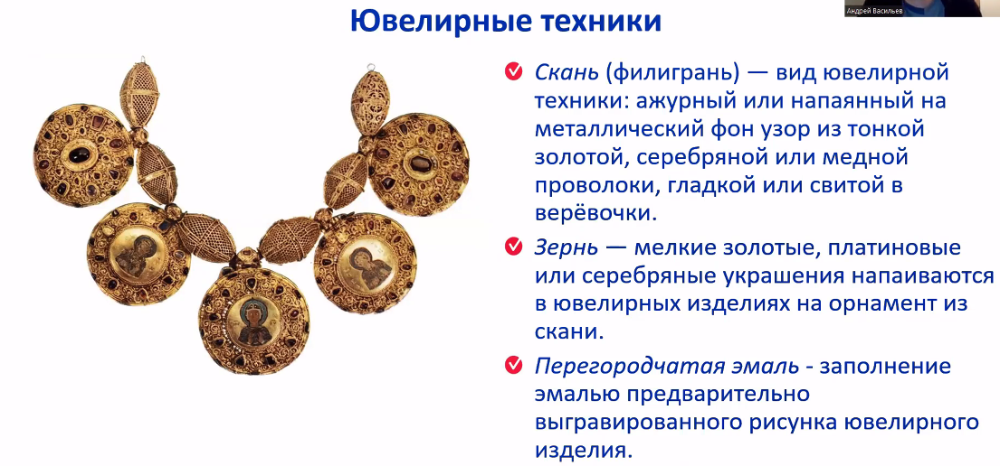 Андрей Васильев
Ювелирные техники
Скань (филигрань) — вид ювелирной
техники: ажурный или напаянный на
металлический фон узор из тонкой
золотой, серебряной или медной
проволоки, гладкой или свитой в
верёвочки.
Зернь — мелкие золотые, платиновые
или серебряные украшения напаиваются
в ювелирных изделиях на орнамент из
скани.
Перегородчатая эмаль - заполнение
эмалью предварительно
выгравированного рисунка ювелирного
изделия.